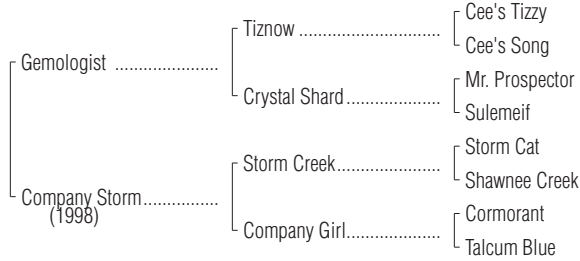 Cee's Tizzy
Tiznow ............................
Cee's Song
Gemologist .....................
Mr. Prospector
Crystal Shard...................
Sulemeif
Storm Cat
Storm Creek.....................
Shawnee Creek
Company Storm...............
(1998)
Cormorant
Company Girl...................
Talcum Blue